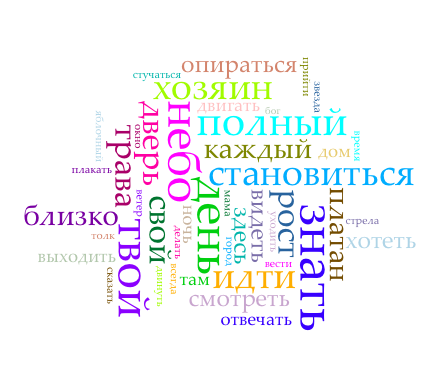 опираться
прийти
стучаться
хозяин
звезда
двигать
бог
яблочный
дверь
небо
полный
окно
время
трава
каждый
дом
плакать
становиться
день
ветер
мама
видеть
рост
платан
близко
твой
свой
ночь
здесь
уходить
знать
стрела
толк
делать
город
хотеть
выходить
сказать
двинуть
всегда
там
идти
вести
смотреть
отвечать